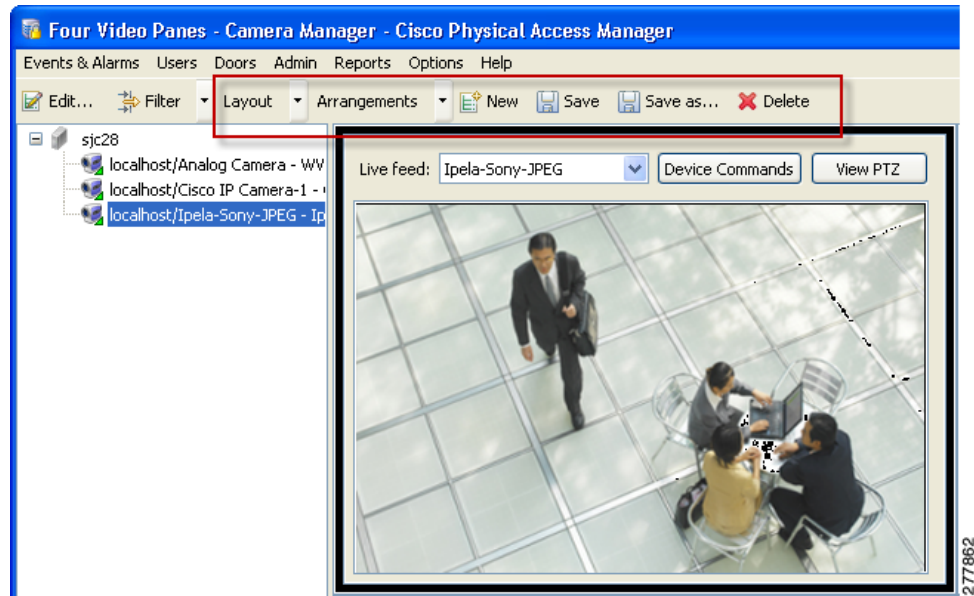 Four Video Panes - Camera Manager - Cisco Physical Access Manager
Events & Alarms Users Doors Admin Reports Options Help
Edit... Filter Layout Arrangements New Save Save as... Delete
sjc28
localhost/Analog Camera - WV
localhost/Cisco IP Camera-1 -
localhost/Ipela-Sony-JPEG - Ip
Live feed: Ipela-Sony-JPEG Device Commands View PTZ
277862